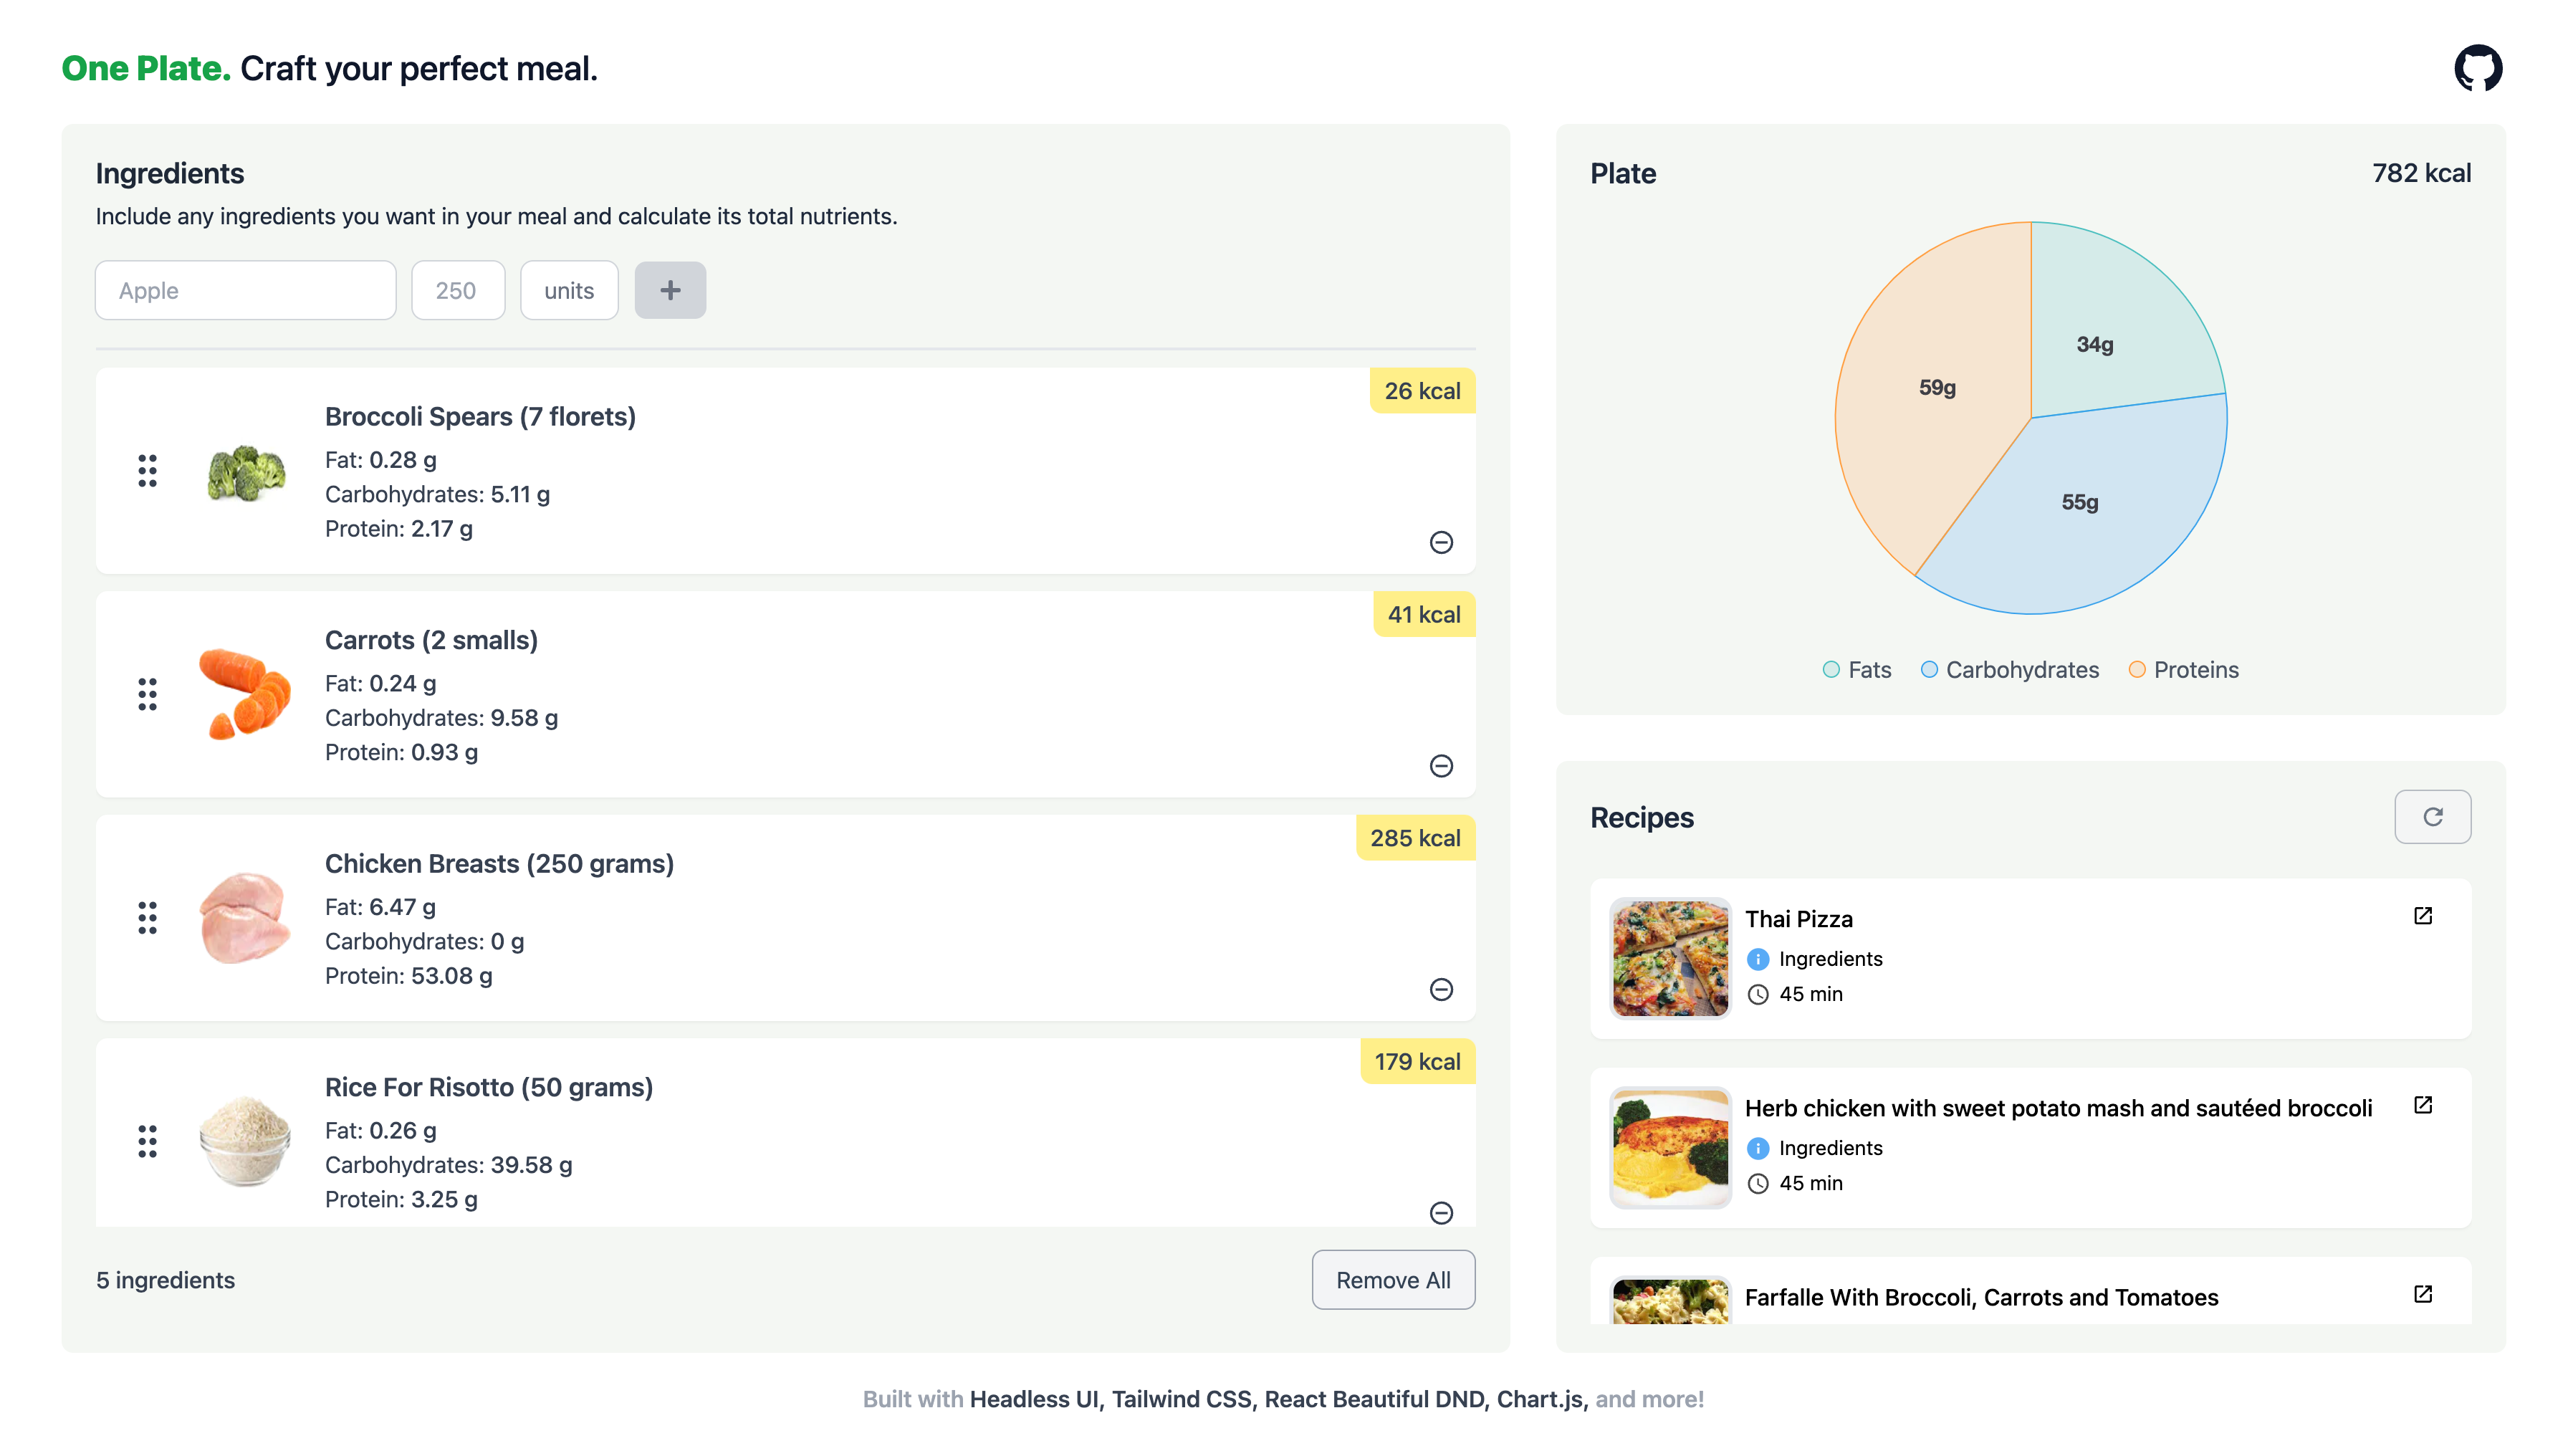 One Plate. Craft your perfect meal.
Ingredients
Include any ingredients you want in your meal and calculate its total nutrients.
Apple
250
units
+
26 kcal
Broccoli Spears (7 florets)
Fat: 0.28 g
Carbohydrates: 5.11 g
Protein: 2.17 g
41 kcal
Carrots (2 smalls)
Fat: 0.24 g
Carbohydrates: 9.58 g
Protein: 0.93 g
285 kcal
Chicken Breasts (250 grams)
Fat: 6.47 g
Carbohydrates: 0 g
Protein: 53.08 g
179 kcal
Rice For Risotto (50 grams)
Fat: 0.26 g
Carbohydrates: 39.58 g
Protein: 3.25 g
5 ingredients
Remove All
Plate
782 kcal
34g
59g
55g
Fats
Carbohydrates
Proteins
Recipes
Thai Pizza
Ingredients
45 min
Herb chicken with sweet potato mash and sautéed broccoli
Ingredients
45 min
Farfalle With Broccoli, Carrots and Tomatoes
Built with Headless UI, Tailwind CSS, React Beautiful DND, Chart.js, and more!